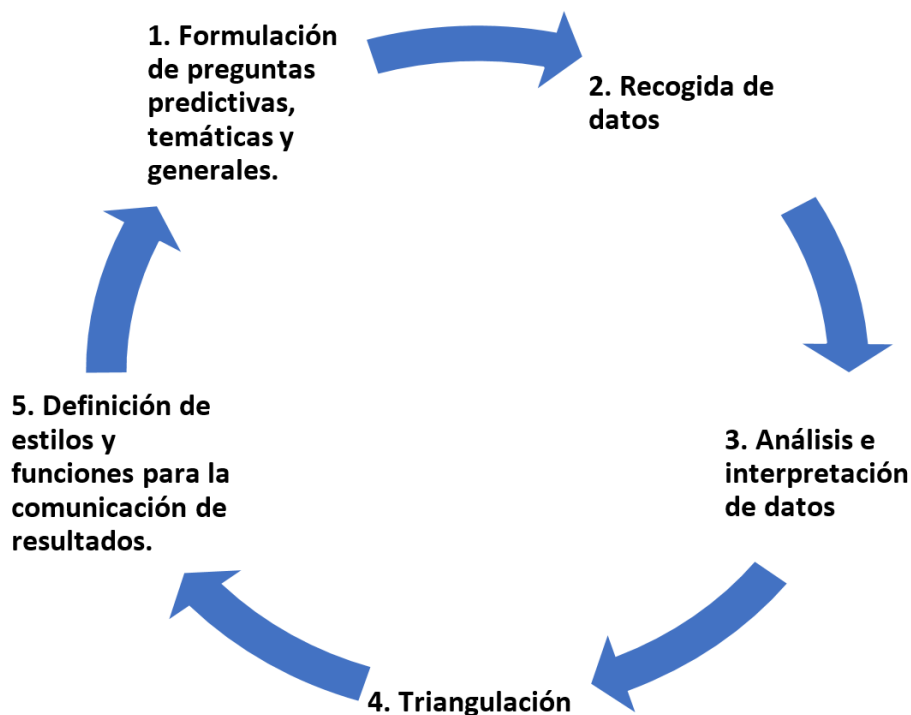 1. Formulación
de preguntas
predictivas,
temáticas y
generales.
2. Recogida de
datos
3. Análisis e
interpretación
de datos
4. Triangulación
5. Definición de
estilos y
funciones para la
comunicación de
resultados.